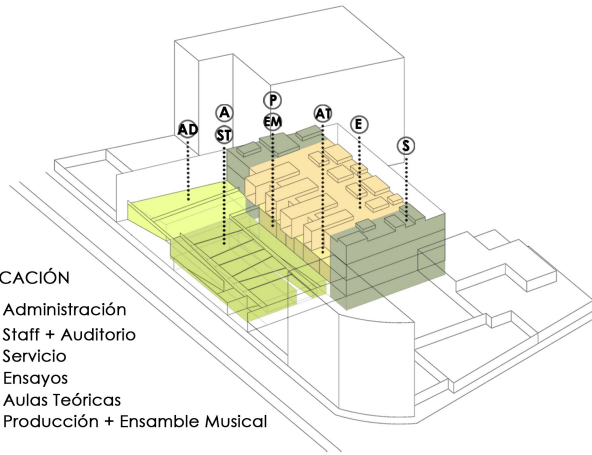 P
A
EM
AT
AD
ST
E
S
CACIÓN
Administración
Staff + Auditorio
Servicio
Ensayos
Aulas Teóricas
Producción + Ensamble Musical